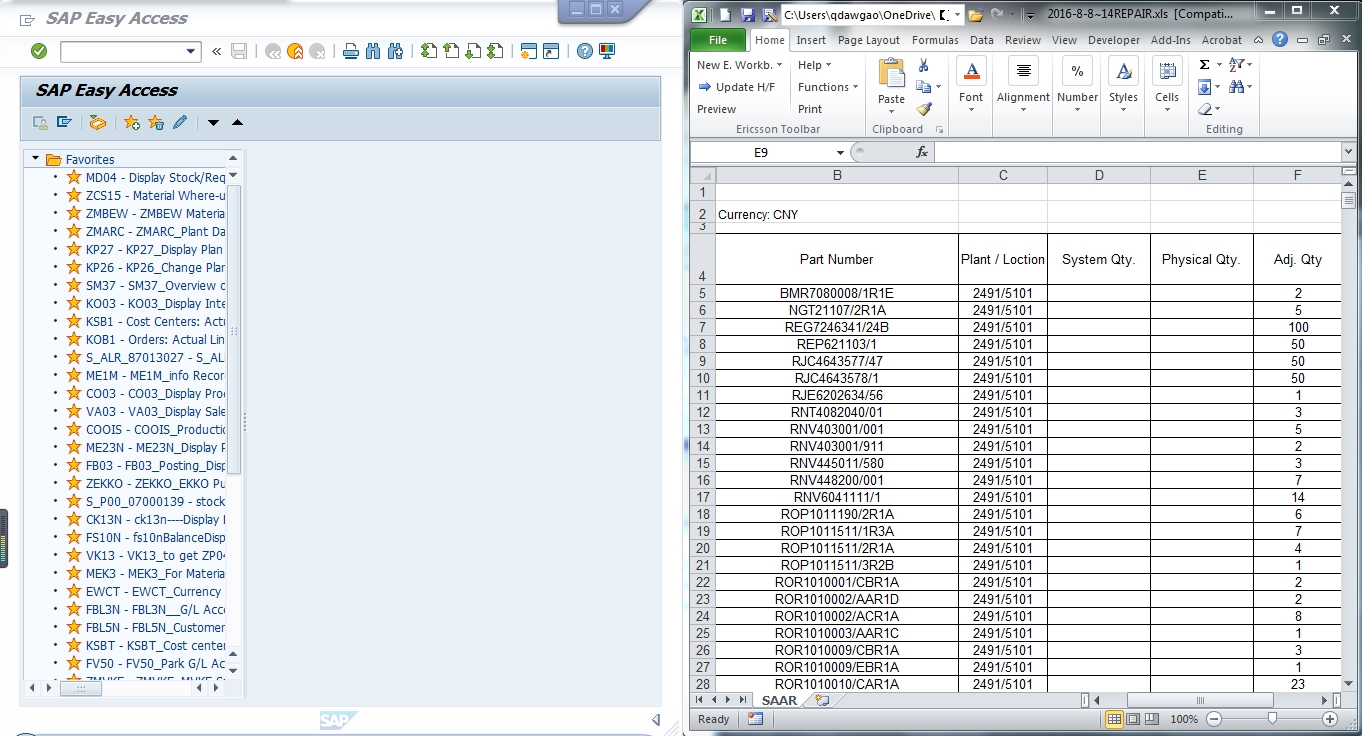 SAP Easy Access
SAP Easy Access
Favorites
MD04 - Display Stock/Req
ZCS15 - Material Where-u
ZMBEW - ZMBEW Materia
ZMARC - ZMARC_Plant Da
KP27 - KP27_Display Plan
KP26 - KP26_Change Plan
SM37 - SM37_Overview o
KO03 - KO03_Display Inte
KSB1 - Cost Centers: Actu
KOB1 - Orders: Actual Lin
S_ALR_87013027 - S_AL
ME1M - ME1M_info Recor
CO03 - CO03_Display Pro
VA03 - VA03_Display Sale
COOIS - COOIS_Productio
ME23N - ME23N_Display P
FB03 - FB03_Posting_Disp
ZEKKO - ZEKKO_EKKO Pu
S_P00_07000139 - stock
CK13N - ck13n----Display
FS10N - fs10nBalanceDisp
VK13 - VK13_to get ZP04
MEK3 - MEK3_For Materia
EWCT - EWCT_Currency
FBL3N - FBL3N__G/L Acco
FBL5N - FBL5N_Customer
KSBT - KSBT_Cost center
FV50 - FV50_Park G/L Ac
SAP
C:\Users\qdawgao\OneDrive\
2016-8-8~14REPAIR.xls [Compati...
File Home Insert Page Layout Formulas Data Review View Developer Add-Ins Acrobat
New E. Workb. Help
Update H/F Functions
Preview Print
Ericsson Toolbar
Paste
Clipboard
Font
Alignment
%
Number
Styles
Cells
Σ
Editing
E9 fx
B C D E F
1
2 Currency: CNY
3
4 Part Number Plant / Loction System Qty. Physical Qty. Adj. Qty
5 BMR7080008/1R1E 2491/5101 2
6 NGT21107/2R1A 2491/5101 5
7 REG7246341/24B 2491/5101 100
8 REP621103/1 2491/5101 50
9 RJC4643577/47 2491/5101 50
10 RJC4643578/1 2491/5101 50
11 RJE6202634/56 2491/5101 1
12 RNT4082040/01 2491/5101 3
13 RNV403001/001 2491/5101 5
14 RNV403001/911 2491/5101 2
15 RNV445011/580 2491/5101 3
16 RNV448200/001 2491/5101 7
17 RNV6041111/1 2491/5101 14
18 ROP1011190/2R1A 2491/5101 6
19 ROP1011511/1R3A 2491/5101 7
20 ROP1011511/2R1A 2491/5101 4
21 ROP1011511/3R2B 2491/5101 1
22 ROR1010001/CBR1A 2491/5101 2
23 ROR1010002/AAR1D 2491/5101 2
24 ROR1010002/ACR1A 2491/5101 8
25 ROR1010003/AAR1C 2491/5101 1
26 ROR1010009/CBR1A 2491/5101 3
27 ROR1010009/EBR1A 2491/5101 1
28 ROR1010010/CAR1A 2491/5101 23
SAAR
Ready 100%